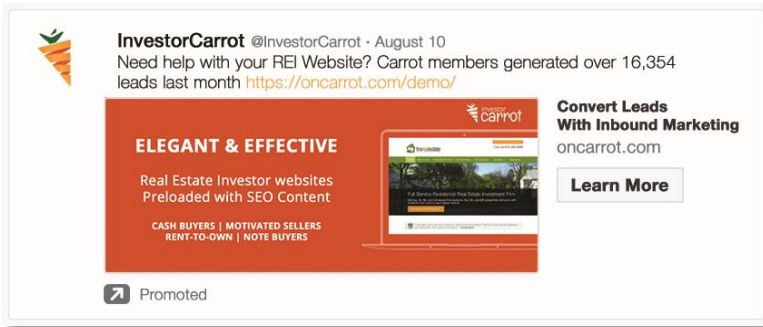 InvestorCarrot @InvestorCarrot · August 10
Need help with your REI Website? Carrot members generated over 16,354
leads last month https://oncarrot.com/demo/
investor
carrot
ELEGANT & EFFECTIVE
Real Estate Investor websites
Preloaded with SEO Content
CASH BUYERS | MOTIVATED SELLERS
RENT-TO-OWN | NOTE BUYERS
Full Service Residential Real Estate Investment Firm
Convert Leads
With Inbound Marketing
oncarrot.com
Learn More
Promoted